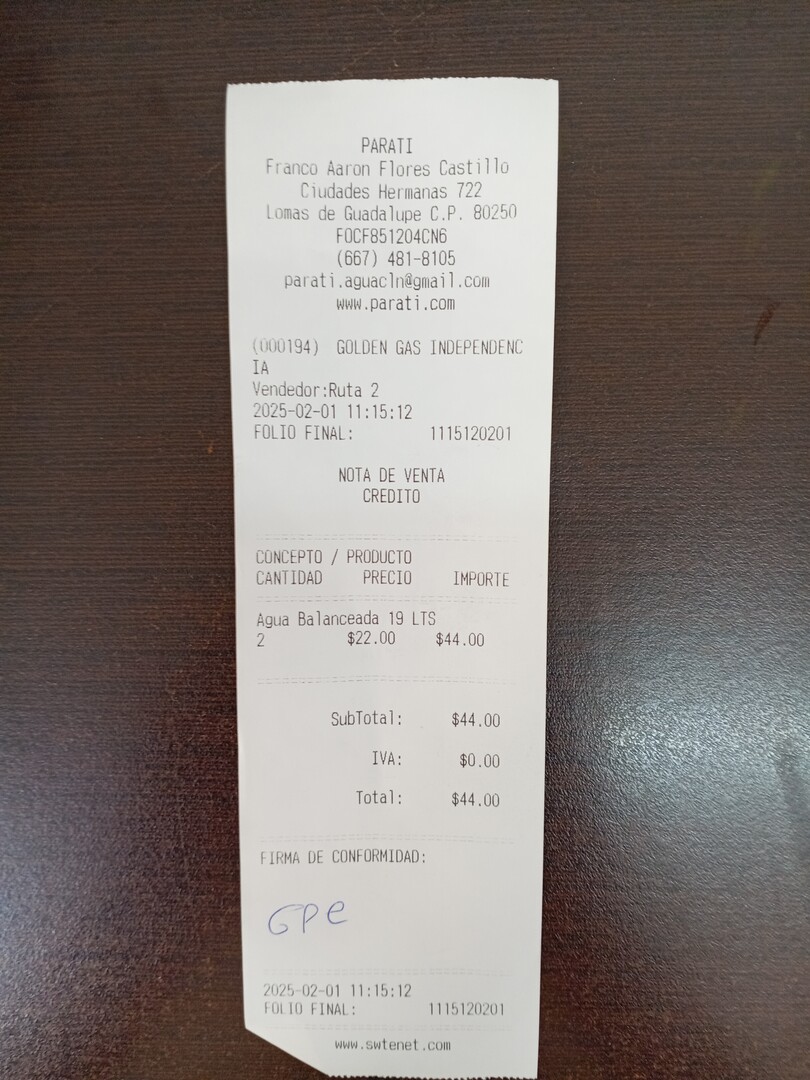 PARATI
Franco Aaron Flores Castillo
Ciudades Hermanas 722
Lomas de Guadalupe C.P. 80250
FOCF851204CN6
(667) 481-8105
parati.aguacln@gmail.com
www.parati.com
(000194) GOLDEN GAS INDEPENDENC
IA
Vendedor:Ruta 2
2025-02-01 11:15:12
FOLIO FINAL: 1115120201
NOTA DE VENTA
CREDITO
CONCEPTO / PRODUCTO
CANTIDAD PRECIO IMPORTE
Agua Balanceada 19 LTS
2 $22.00 $44.00
SubTotal: $44.00
IVA: $0.00
Total: $44.00
FIRMA DE CONFORMIDAD:
GPe
2025-02-01 11:15:12
FOLIO FINAL: 1115120201
www.swtenet.com